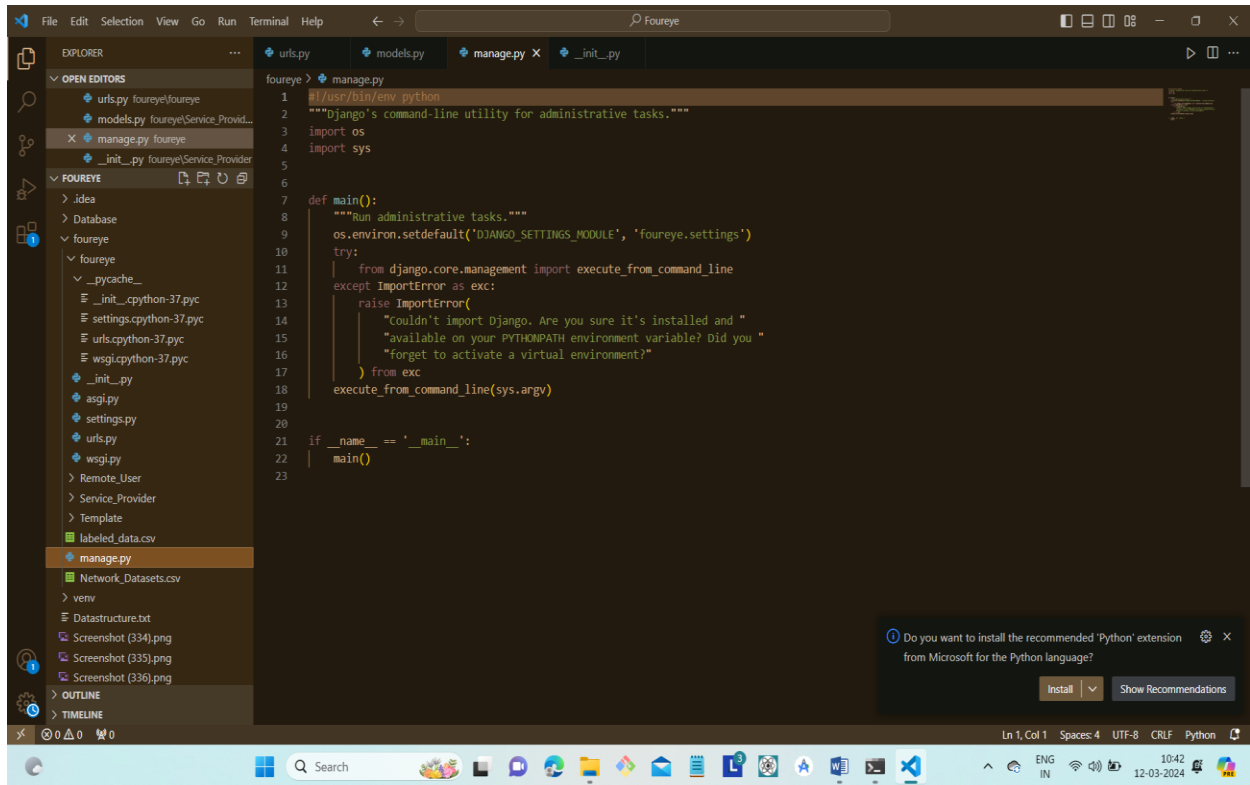 File Edit Selection View Go Run Terminal Help
Foureye
EXPLORER
OPEN EDITORS
urls.py foureye\foureye
models.py foureye\Service_Provid...
manage.py foureye
__init__.py foureye\Service_Provider
FOUREYE
.idea
Database
foureye
foureye
__pycache__
__init__.cpython-37.pyc
settings.cpython-37.pyc
urls.cpython-37.pyc
wsgi.cpython-37.pyc
__init__.py
asgi.py
settings.py
urls.py
wsgi.py
Remote_User
Service_Provider
Template
labeled_data.csv
manage.py
Network_Datasets.csv
venv
Datastructure.txt
Screenshot (334).png
Screenshot (335).png
Screenshot (336).png
OUTLINE
TIMELINE
urls.py models.py manage.py __init__.py
foureye > manage.py
1 #!/usr/bin/env python
2 """Django's command-line utility for administrative tasks."""
3 import os
4 import sys
5
6
7 def main():
8     """Run administrative tasks."""
9     os.environ.setdefault('DJANGO_SETTINGS_MODULE', 'foureye.settings')
10     try:
11         from django.core.management import execute_from_command_line
12     except ImportError as exc:
13         raise ImportError(
14             "Couldn't import Django. Are you sure it's installed and "
15             "available on your PYTHONPATH environment variable? Did you "
16             "forget to activate a virtual environment?"
17         ) from exc
18     execute_from_command_line(sys.argv)
19
20
21 if __name__ == '__main__':
22     main()
23
Do you want to install the recommended 'Python' extension
from Microsoft for the Python language?
Install Show Recommendations
0 0 0
Ln 1, Col 1 Spaces: 4 UTF-8 CRLF Python
Search
ENG
IN
10:42
12-03-2024